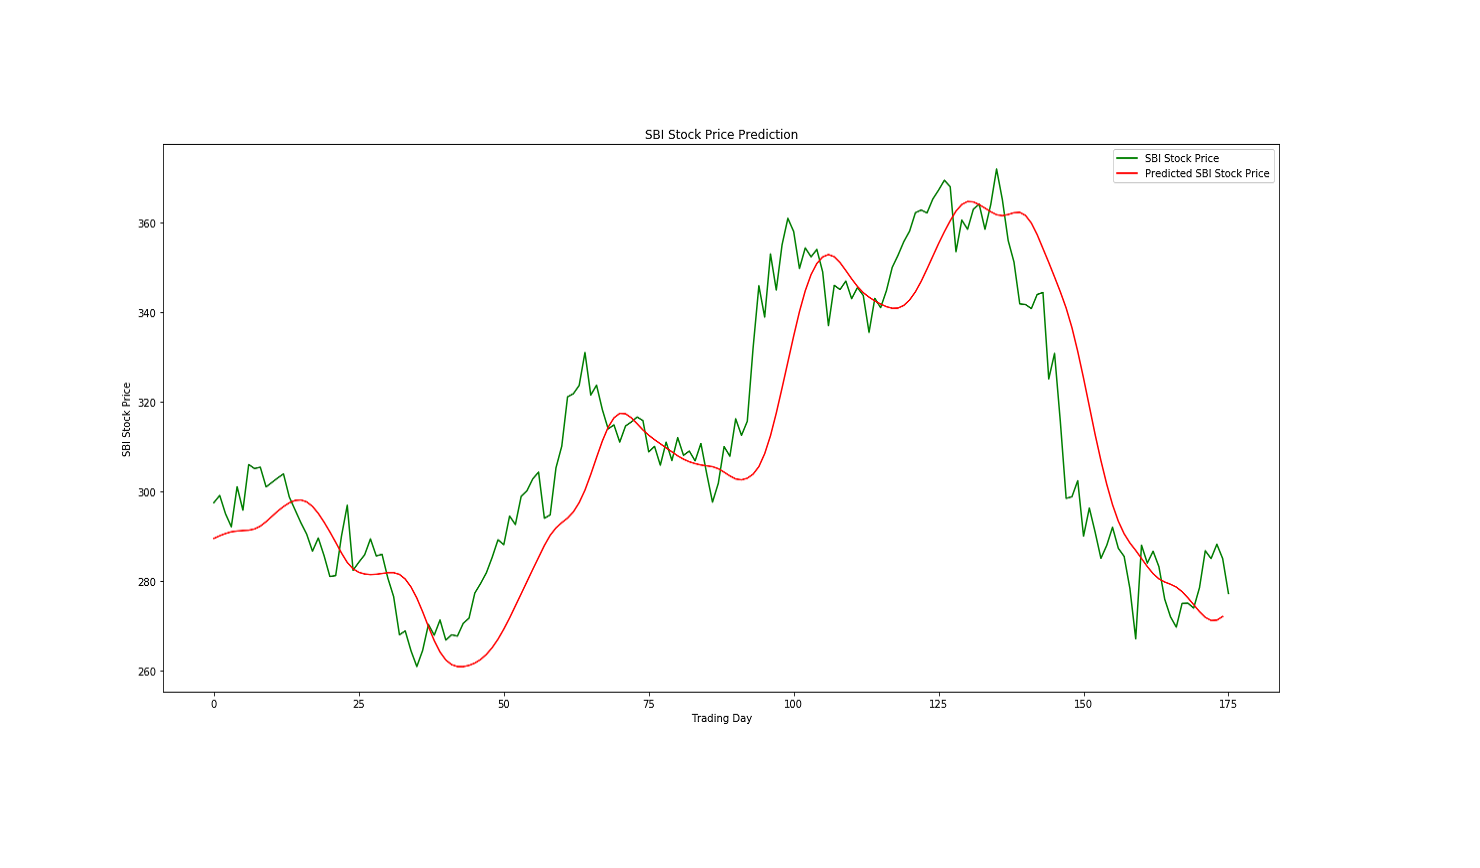 SBI Stock Price Prediction
SBI Stock Price
Predicted SBI Stock Price
SBI Stock Price
360
340
320
300
280
260
0 25 50 75 100 125 150 175
Trading Day